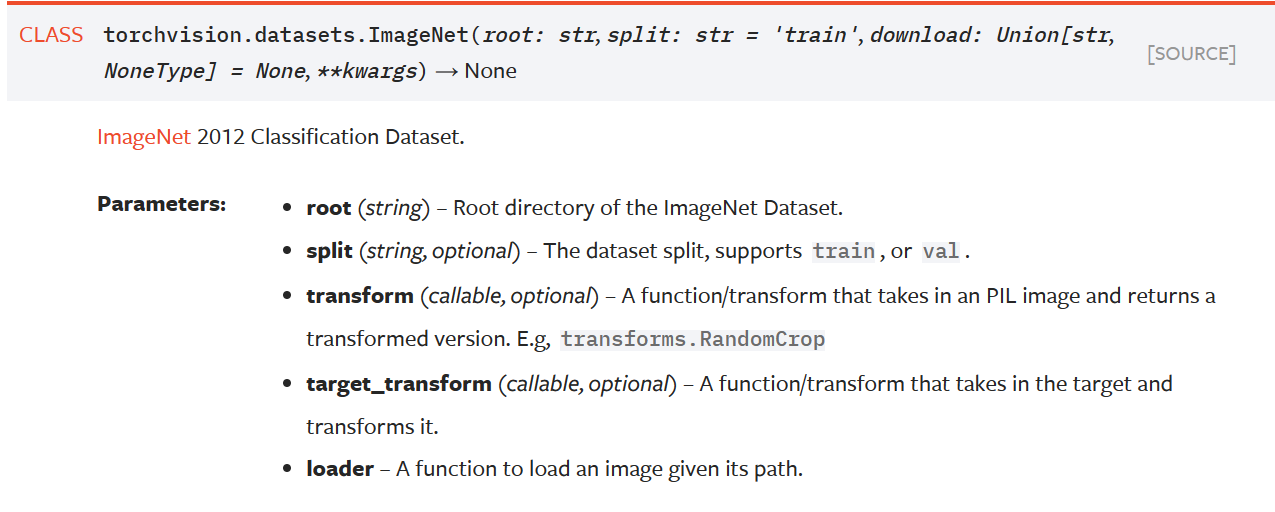 CLASS torchvision.datasets.ImageNet(root: str, split: str = 'train', download: Union[str,
NoneType] = None, **kwargs) → None
[SOURCE]
ImageNet 2012 Classification Dataset.
Parameters:
• root (string) – Root directory of the ImageNet Dataset.
• split (string, optional) – The dataset split, supports train, or val.
• transform (callable, optional) – A function/transform that takes in an PIL image and returns a
transformed version. E.g, transforms.RandomCrop
• target_transform (callable, optional) – A function/transform that takes in the target and
transforms it.
• loader – A function to load an image given its path.